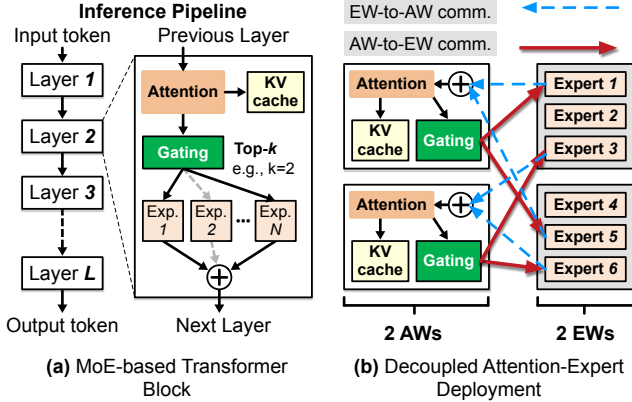 Inference Pipeline
Input token
Previous Layer
Layer 1
Layer 2
Layer 3
Layer L
Output token
Attention
KV
cache
Gating
Top-k
e.g., k=2
Exp.
1
Exp.
2
...
Exp.
N
Next Layer
(a) MoE-based Transformer
Block
EW-to-AW comm.
AW-to-EW comm.
Attention
KV
cache
Gating
Attention
KV
cache
Gating
Expert 1
Expert 2
Expert 3
Expert 4
Expert 5
Expert 6
2 AWs
2 EWs
(b) Decoupled Attention-Expert
Deployment